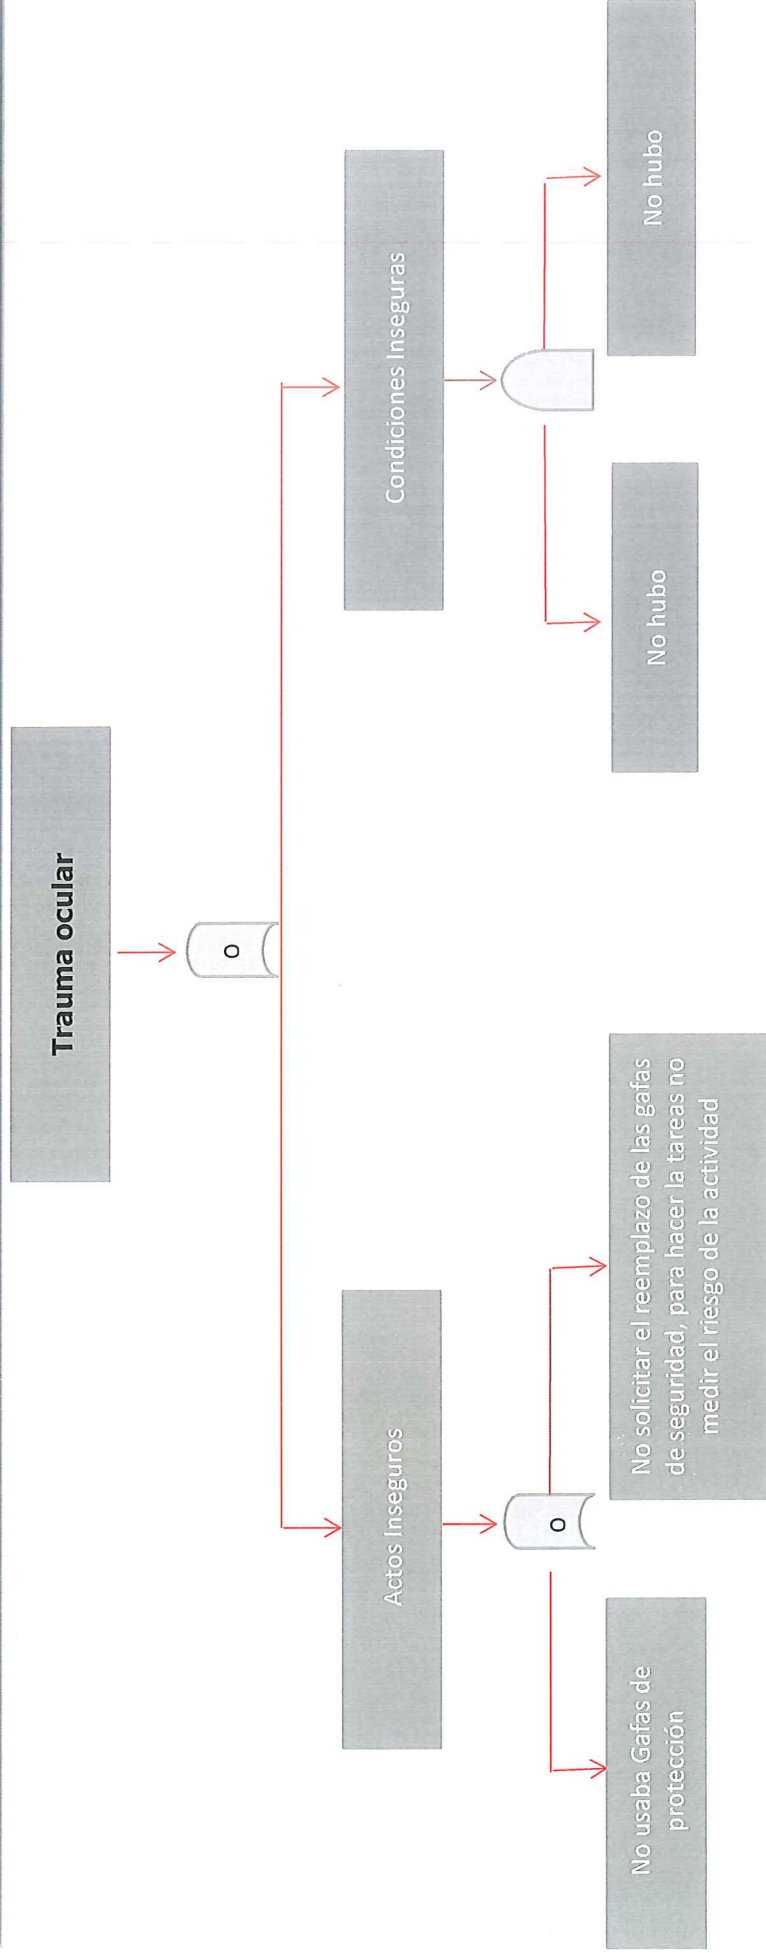 Trauma ocular
o
Actos Inseguros
Condiciones Inseguras
o
No usaba Gafas de
protección
No solicitar el reemplazo de las gafas
de seguridad, para hacer la tareas no
medir el riesgo de la actividad
No hubo
No hubo